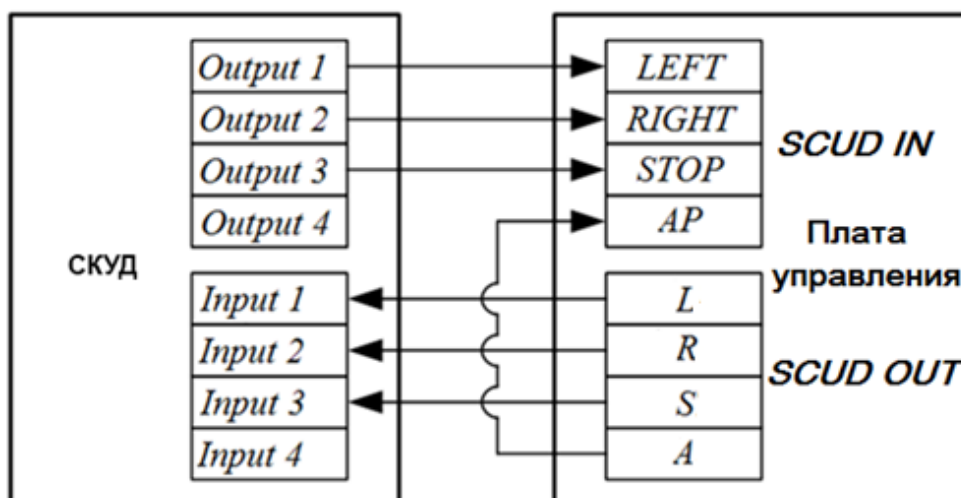 Output 1
Output 2
Output 3
Output 4
СКУД
Input 1
Input 2
Input 3
Input 4
LEFT
RIGHT
STOP
AP
SCUD IN
Плата
управления
L
R
S
A
SCUD OUT